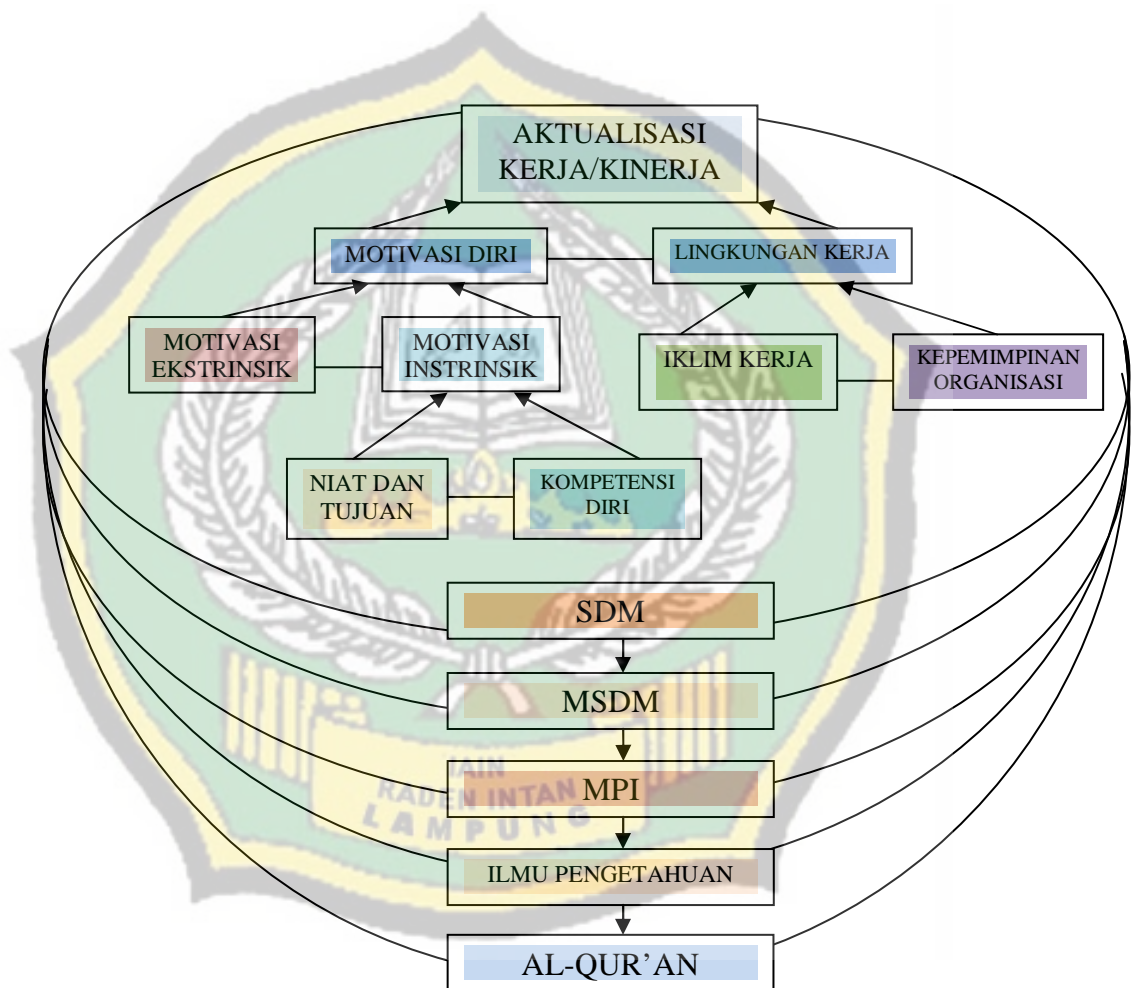 AKTUALISASI
KERJA/KINERJA
MOTIVASI DIRI
LINGKUNGAN KERJA
MOTIVASI
EKSTRINSIK
MOTIVASI
INSTRINSIK
IKLIM KERJA
KEPEMIMPINAN
ORGANISASI
NIAT DAN
TUJUAN
KOMPETENSI
DIRI
SDM
MSDM
IAIN
RADEN INTAN
LAMPUNG
MPI
ILMU PENGETAHUAN
AL-QUR’AN